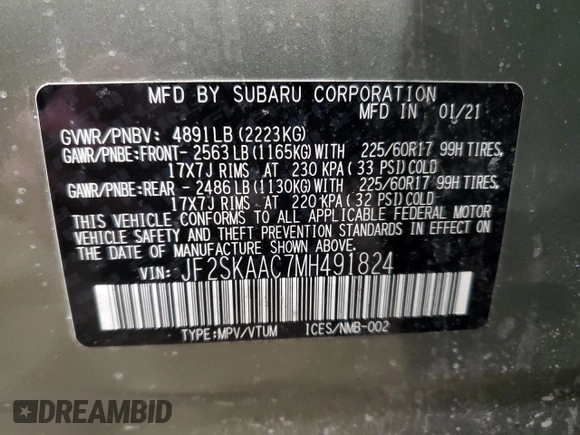 MFD BY SUBARU CORPORATION
MFD IN 01/21
GVWR/PNBV: 4891LB(2223KG)
GAWR/PNBE:FRONT- 2563LB(1165KG)WITH 225/60R17 99H TIRES,
17X7J RIMS AT 230 KPA(33 PSI)COLD
GAWR/PNBE:REAR - 2486LB(1130KG)WITH 225/60R17 99H TIRES,
17X7J RIMS AT 220 KPA(32 PSI)COLD
THIS VEHICLE CONFORMS TO ALL APPLICABLE FEDERAL MOTOR
VEHICLE SAFETY AND THEFT PREVENTION STANDARDS IN EFFECT ON
THE DATE OF MANUFACTURE SHOWN ABOVE.
VIN: JF2SKAAC7MH491824
TYPE:MPV/VTUM ICES/NMB-002
DREAMBID